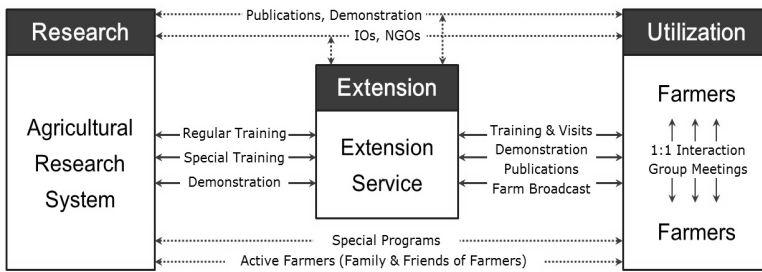 Publications, Demonstration
IOs, NGOs
Research
Agricultural
Research
System
Regular Training
Special Training
Demonstration
Extension
Extension
Service
Training & Visits
Demonstration
Publications
Farm Broadcast
Utilization
Farmers
1:1 Interaction
Group Meetings
Farmers
Special Programs
Active Farmers (Family & Friends of Farmers)